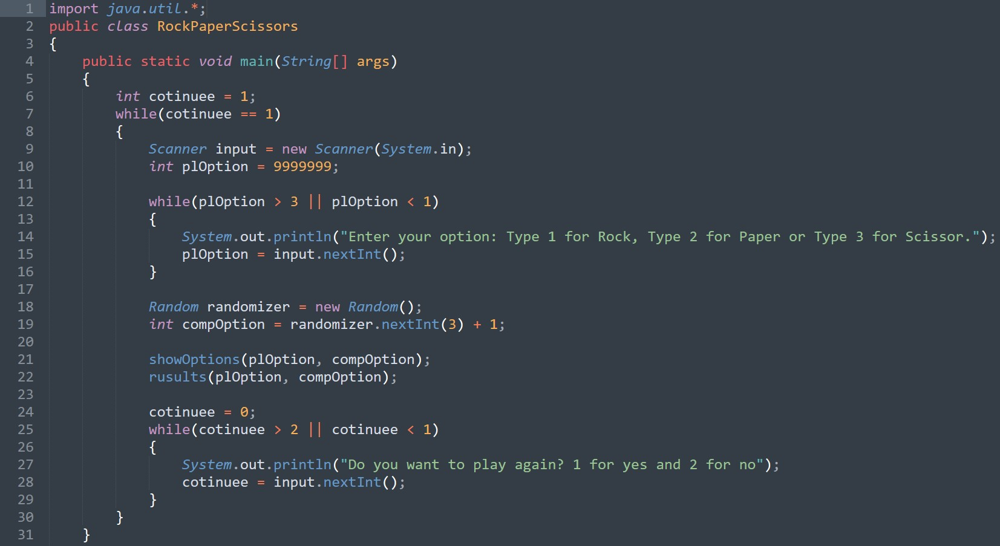 1 import java.util.*;
2 public class RockPaperScissors
3 {
4     public static void main(String[] args)
5     {
6         int cotinuee = 1;
7         while(cotinuee == 1)
8         {
9             Scanner input = new Scanner(System.in);
10             int plOption = 9999999;
11
12             while(plOption > 3 || plOption < 1)
13             {
14                 System.out.println("Enter your option: Type 1 for Rock, Type 2 for Paper or Type 3 for Scissor.");
15                 plOption = input.nextInt();
16             }
17
18             Random randomizer = new Random();
19             int compOption = randomizer.nextInt(3) + 1;
20
21             showOptions(plOption, compOption);
22             rusults(plOption, compOption);
23
24             cotinuee = 0;
25             while(cotinuee > 2 || cotinuee < 1)
26             {
27                 System.out.println("Do you want to play again? 1 for yes and 2 for no");
28                 cotinuee = input.nextInt();
29             }
30         }
31     }